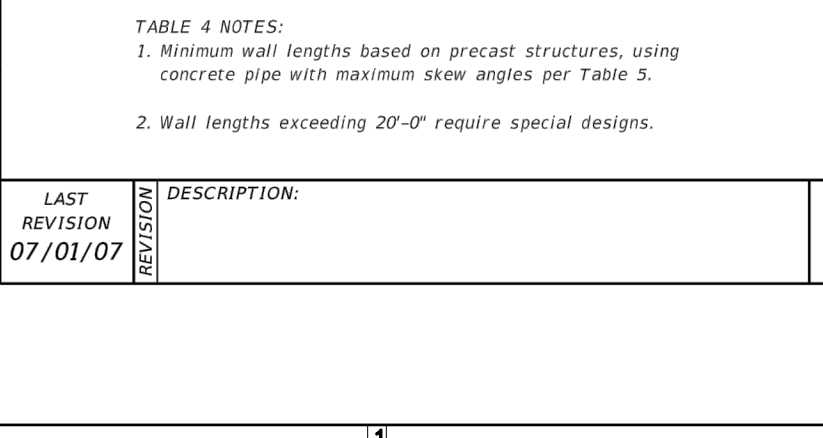 TABLE 4 NOTES:
1. Minimum wall lengths based on precast structures, using
concrete pipe with maximum skew angles per Table 5.
2. Wall lengths exceeding 20'-0" require special designs.
LAST
REVISION
07/01/07
REVISION
DESCRIPTION:
1